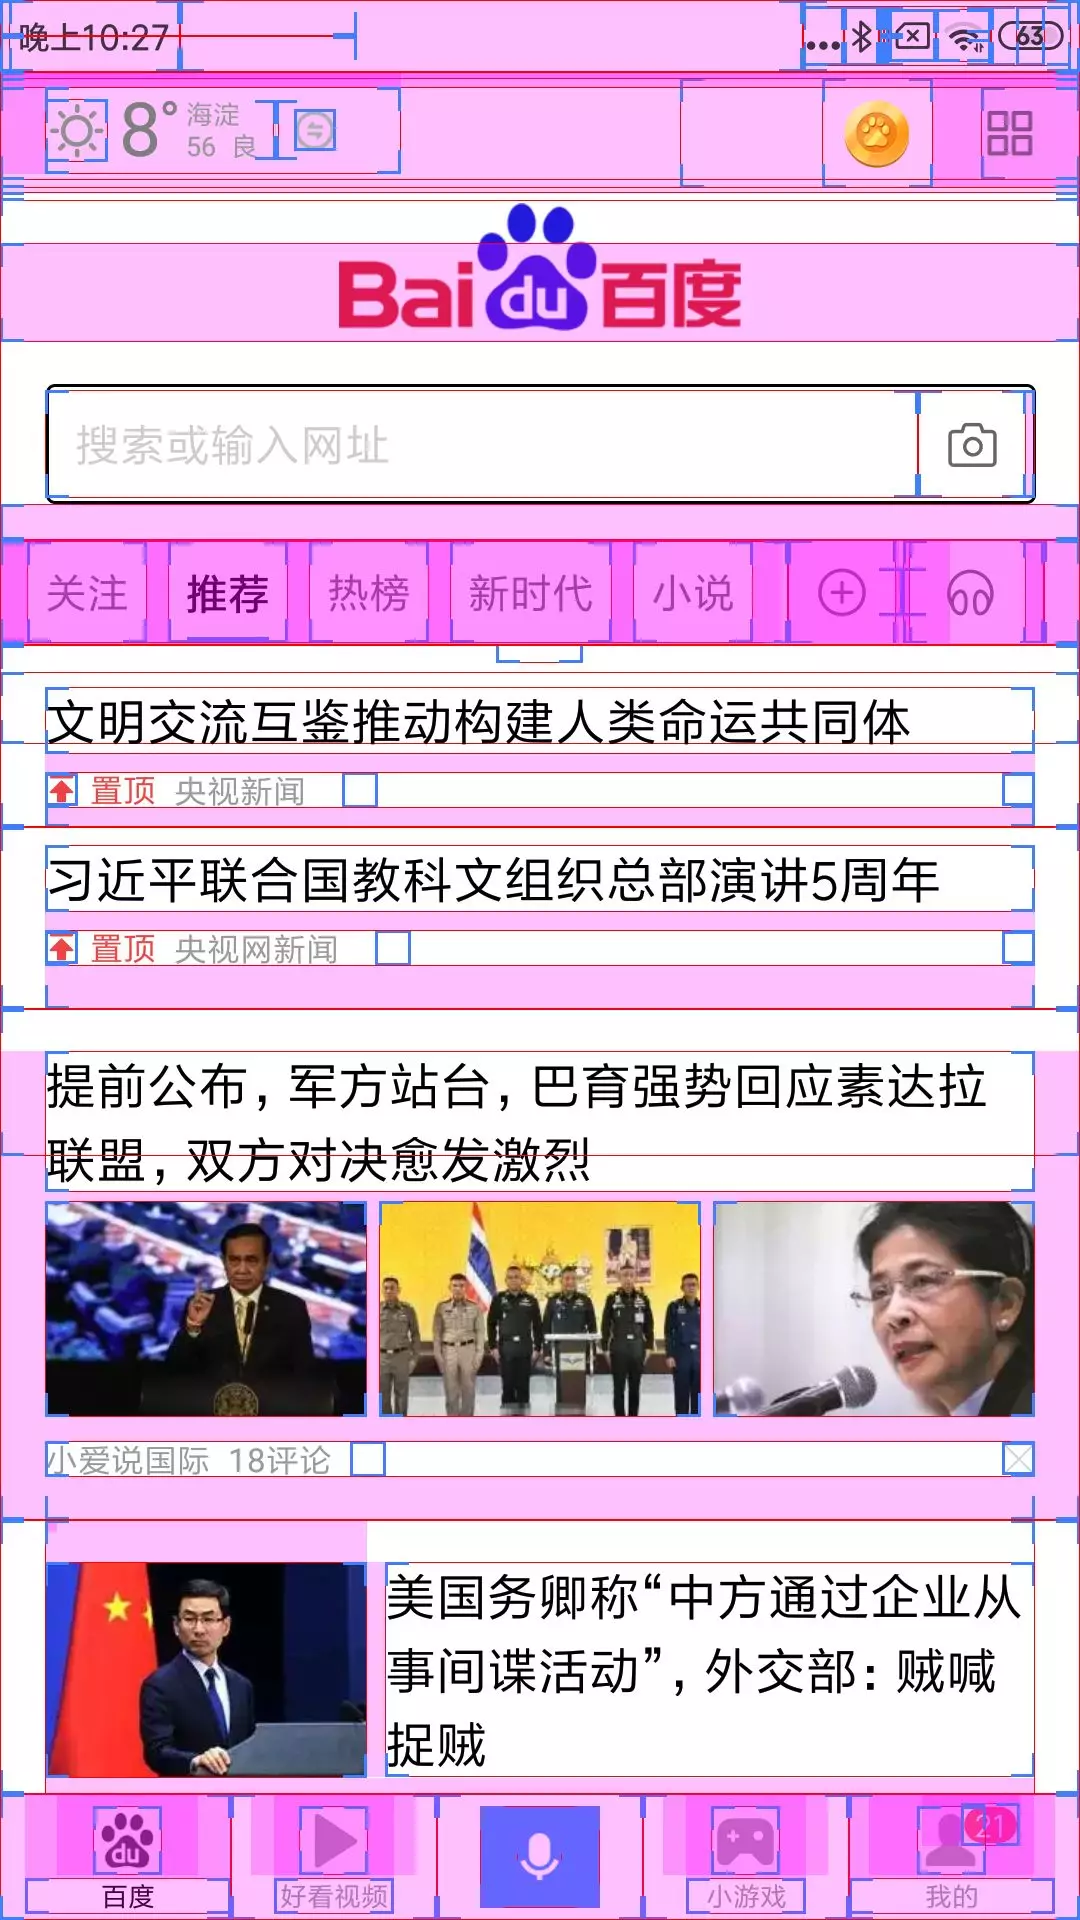 晚上10:27
63
8° 海淀
56 良
Bai du 百度
搜索或输入网址
关注 推荐 热榜 新时代 小说
文明交流互鉴推动构建人类命运共同体
置顶 央视新闻
习近平联合国教科文组织总部演讲5周年
置顶 央视网新闻
提前公布，军方站台，巴育强势回应素达拉
联盟，双方对决愈发激烈
小爱说国际 18评论
美国务卿称“中方通过企业从
事间谍活动”，外交部：贼喊
捉贼
du
21
百度 好看视频 小游戏 我的